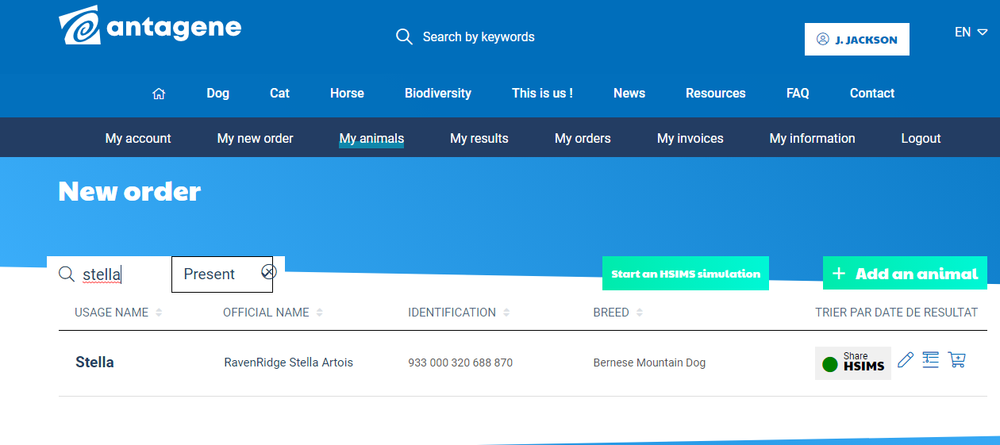 antagene
Search by keywords
J. JACKSON
EN
Dog Cat Horse Biodiversity This is us ! News Resources FAQ Contact
My account My new order My animals My results My orders My invoices My information Logout
New order
stella Present Start an HSIMS simulation + Add an animal
USAGE NAME OFFICIAL NAME IDENTIFICATION BREED TRIER PAR DATE DE RESULTAT
Stella RavenRidge Stella Artois 933 000 320 688 870 Bernese Mountain Dog Share
HSIMS